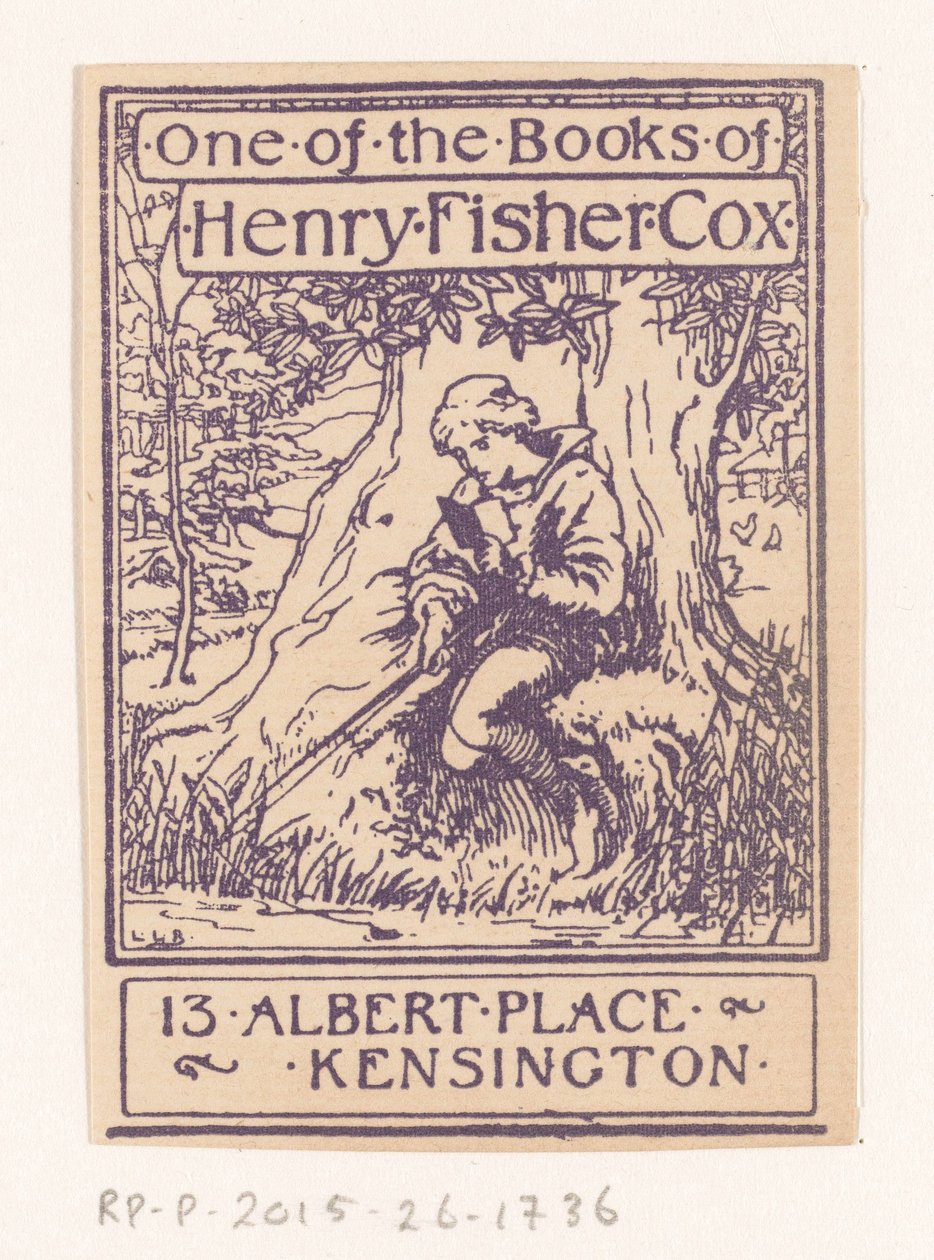 ·One·of·the·Books·of·
·Henry·Fisher·Cox·
L.L.B.
13·ALBERT·PLACE·
·KENSINGTON·
RP-P-2015-26-1736